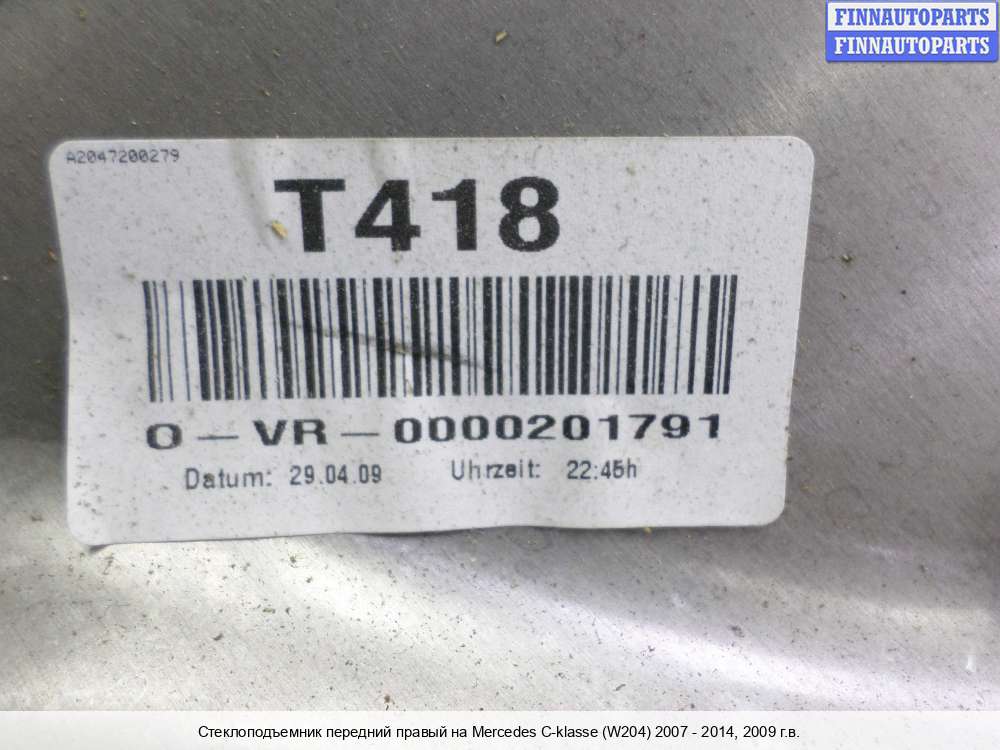 FINNAUTOPARTS
FINNAUTOPARTS
A2047200279
T418
O-VR-0000201791
Datum: 29.04.09 Uhrzeit: 22:45h
Стеклоподъемник передний правый на Mercedes C-klasse (W204) 2007 - 2014, 2009 г.в.